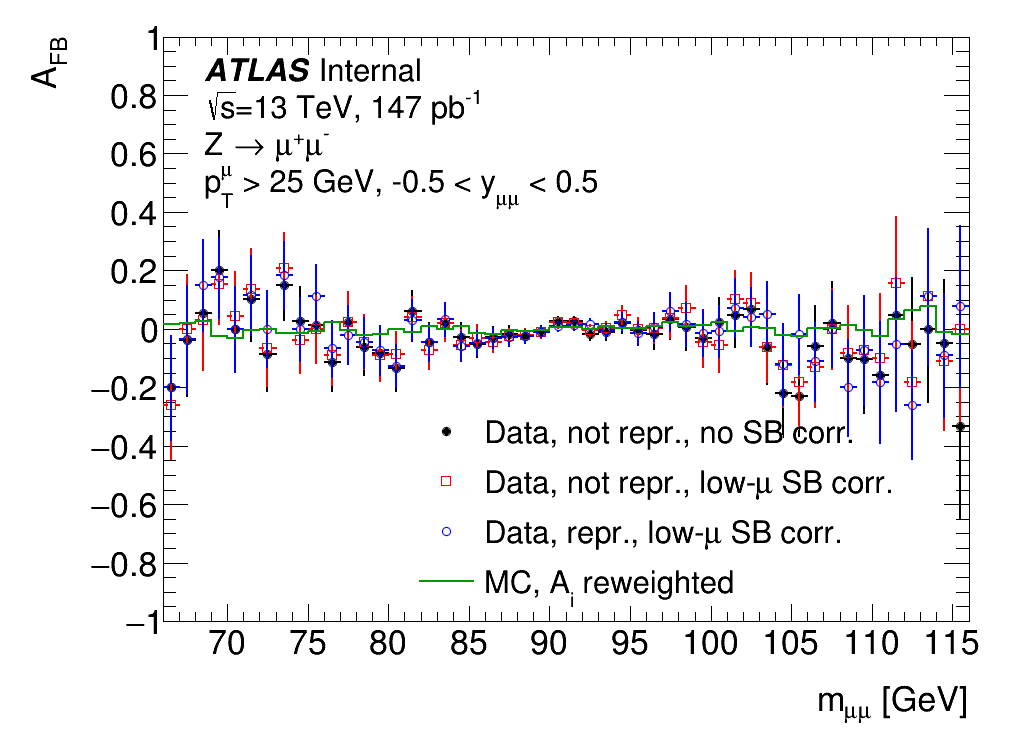 A_FB
1
0.8
0.6
0.4
0.2
0
−0.2
−0.4
−0.6
−0.8
−1
ATLAS Internal
√s=13 TeV, 147 pb⁻¹
Z → μ⁺μ⁻
p_T^μ > 25 GeV, -0.5 < y_μμ < 0.5
Data, not repr., no SB corr.
Data, not repr., low-μ SB corr.
Data, repr., low-μ SB corr.
MC, A_i reweighted
70 75 80 85 90 95 100 105 110 115
m_μμ [GeV]